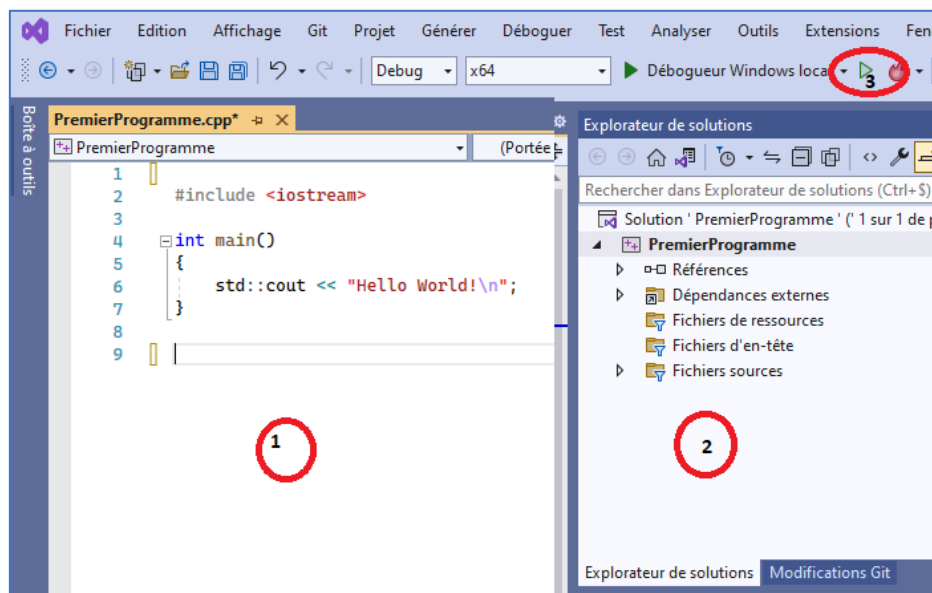 Fichier Edition Affichage Git Projet Générer Déboguer Test Analyser Outils Extensions Fen
Debug x64 Débogueur Windows loca 3
Boîte à outils
PremierProgramme.cpp*
PremierProgramme (Portée
1
2 #include <iostream>
3
4 int main()
5 {
6 std::cout << "Hello World!\n";
7 }
8
9
1
Explorateur de solutions
Rechercher dans Explorateur de solutions (Ctrl+$)
Solution ' PremierProgramme ' (' 1 sur 1 de p
PremierProgramme
Références
Dépendances externes
Fichiers de ressources
Fichiers d'en-tête
Fichiers sources
2
Explorateur de solutions Modifications Git